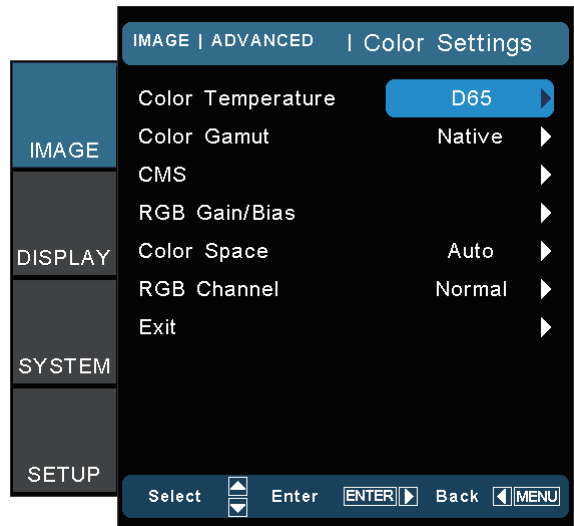 IMAGE | ADVANCED | Color Settings
IMAGE
DISPLAY
SYSTEM
SETUP
Color Temperature D65
Color Gamut Native
CMS
RGB Gain/Bias
Color Space Auto
RGB Channel Normal
Exit
Select Enter ENTER Back MENU